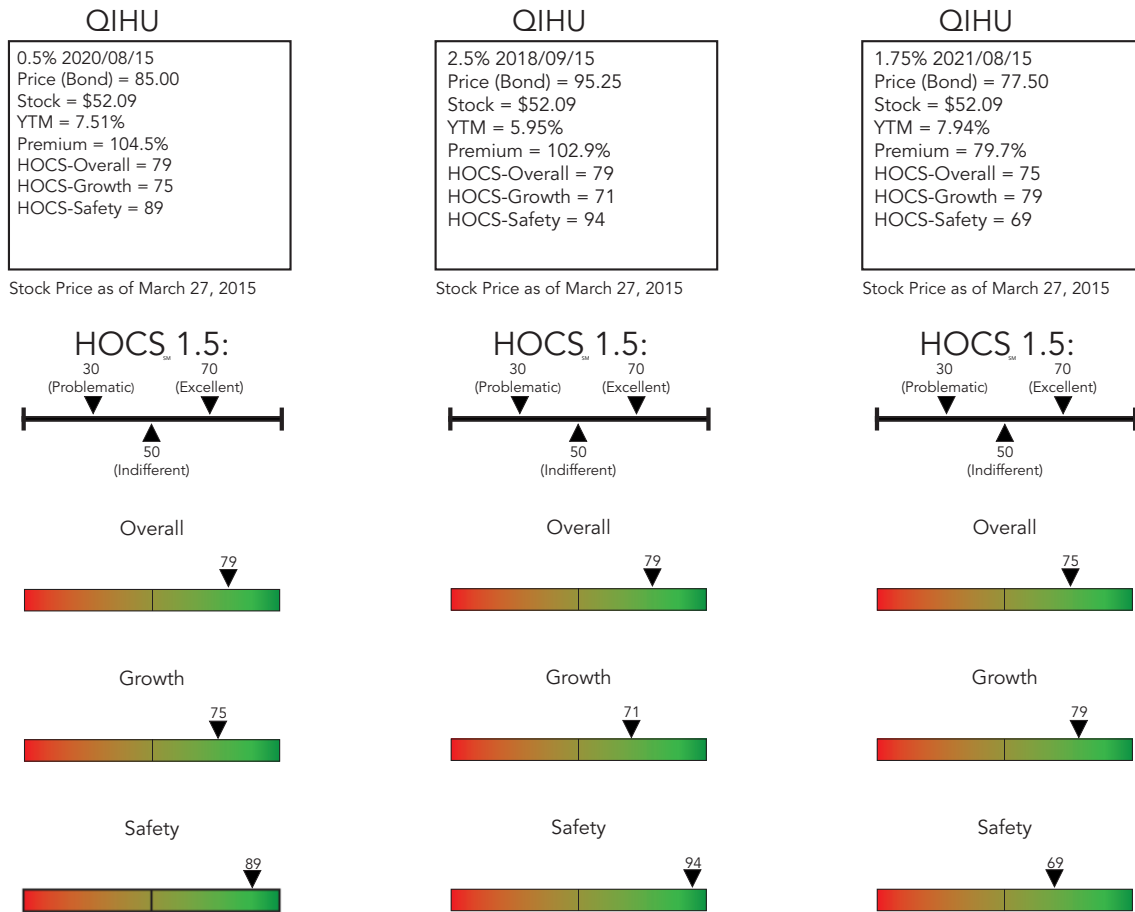 QIHU
0.5% 2020/08/15
Price (Bond) = 85.00
Stock = $52.09
YTM = 7.51%
Premium = 104.5%
HOCS-Overall = 79
HOCS-Growth = 75
HOCS-Safety = 89
Stock Price as of March 27, 2015
HOCS℠ 1.5:
30
(Problematic)
70
(Excellent)
50
(Indifferent)
Overall
79
Growth
75
Safety
89
QIHU
2.5% 2018/09/15
Price (Bond) = 95.25
Stock = $52.09
YTM = 5.95%
Premium = 102.9%
HOCS-Overall = 79
HOCS-Growth = 71
HOCS-Safety = 94
Stock Price as of March 27, 2015
HOCS℠ 1.5:
30
(Problematic)
70
(Excellent)
50
(Indifferent)
Overall
79
Growth
71
Safety
94
QIHU
1.75% 2021/08/15
Price (Bond) = 77.50
Stock = $52.09
YTM = 7.94%
Premium = 79.7%
HOCS-Overall = 75
HOCS-Growth = 79
HOCS-Safety = 69
Stock Price as of March 27, 2015
HOCS℠ 1.5:
30
(Problematic)
70
(Excellent)
50
(Indifferent)
Overall
75
Growth
79
Safety
69